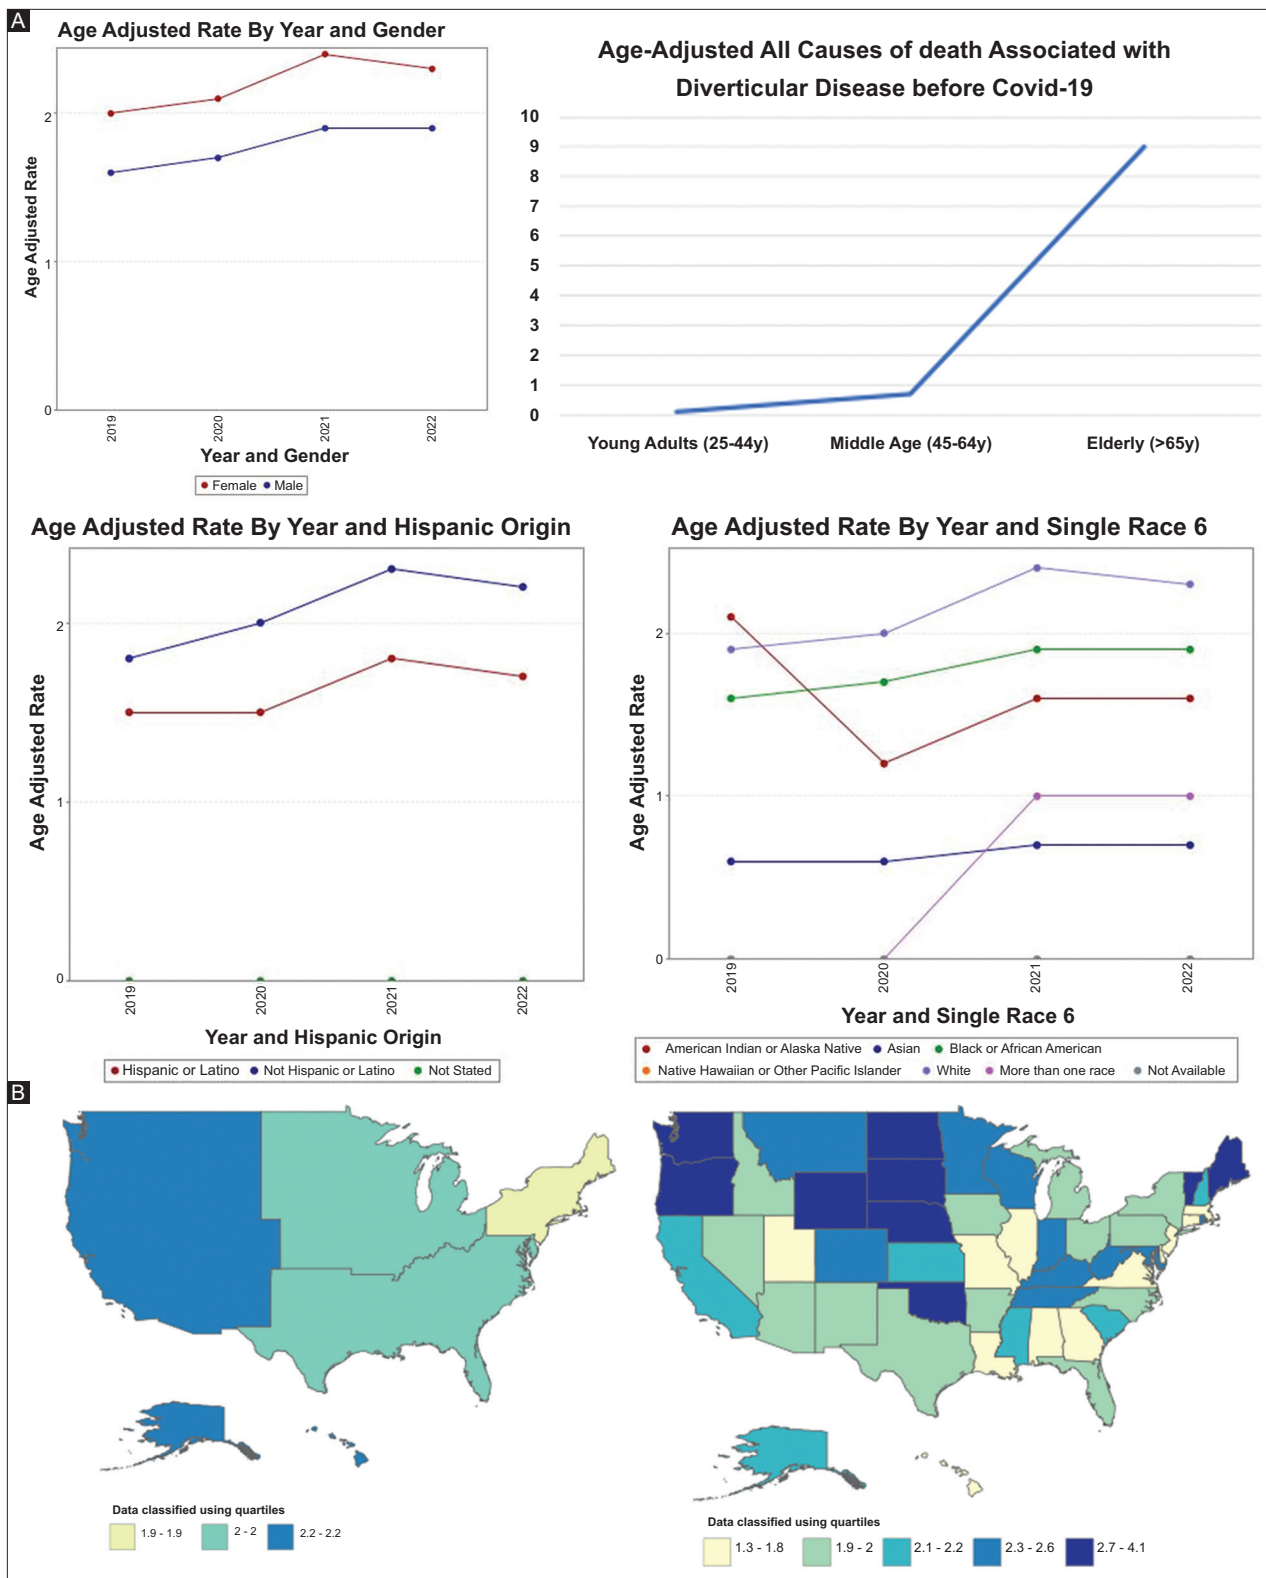 A
Age Adjusted Rate By Year and Gender
2
1
0
Age Adjusted Rate
2019
2020
2021
2022
Year and Gender
Female Male
Age-Adjusted All Causes of death Associated with
Diverticular Disease before Covid-19
10
9
8
7
6
5
4
3
2
1
0
Young Adults (25-44y) Middle Age (45-64y) Elderly (>65y)
Age Adjusted Rate By Year and Hispanic Origin
2
1
0
Age Adjusted Rate
2019
2020
2021
2022
Year and Hispanic Origin
Hispanic or Latino Not Hispanic or Latino Not Stated
Age Adjusted Rate By Year and Single Race 6
2
1
0
Age Adjusted Rate
2019
2020
2021
2022
Year and Single Race 6
American Indian or Alaska Native Asian Black or African American
Native Hawaiian or Other Pacific Islander White More than one race Not Available
B
Data classified using quartiles
1.9 - 1.9 2 - 2 2.2 - 2.2
Data classified using quartiles
1.3 - 1.8 1.9 - 2 2.1 - 2.2 2.3 - 2.6 2.7 - 4.1